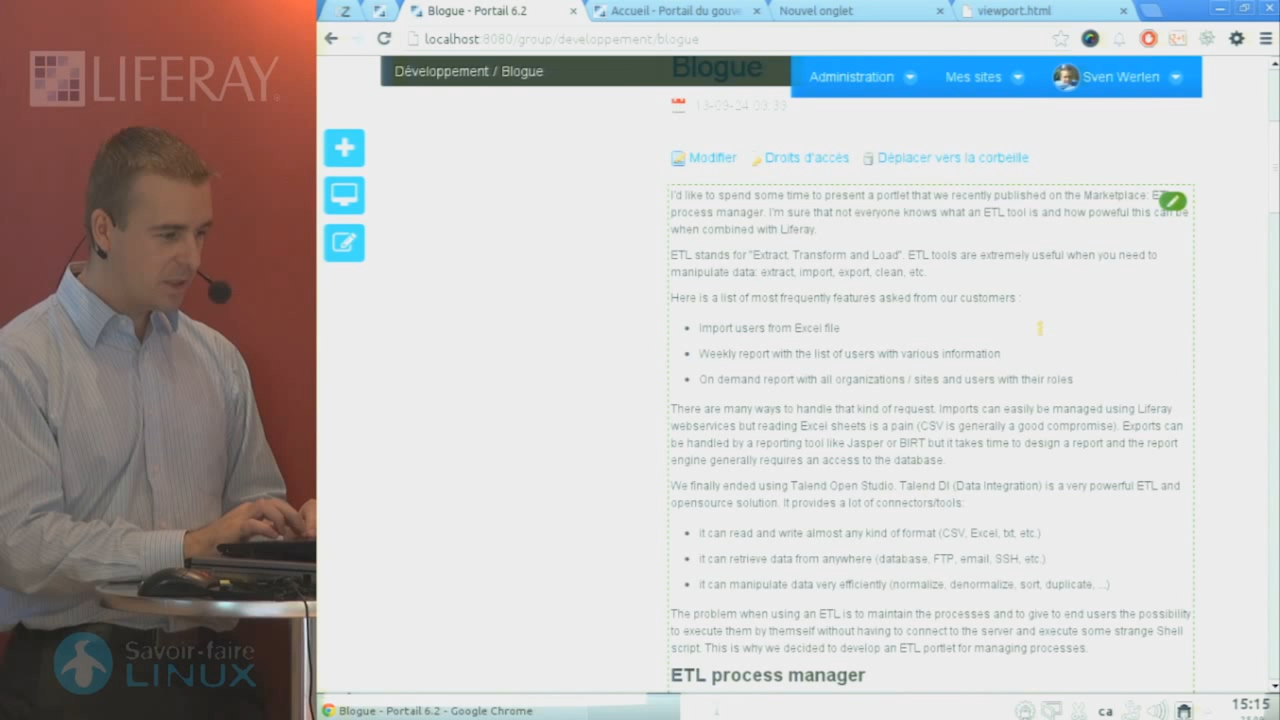 LIFERAY.
Z
Blogue - Portail 6.2
Accueil - Portail du gouve
Nouvel onglet
viewport.html
localhost:8080/group/developpement/blogue
Développement / Blogue
Blogue
Administration
Mes sites
Sven Werlen
Modifier
Droits d'accès
Déplacer vers la corbeille
I'd like to spend some time to present a portlet that we recently published on the Marketplace:
process manager. I'm sure that not everyone knows what an ETL tool is and how poweful this can be
when combined with Liferay.
ETL stands for "Extract, Transform and Load". ETL tools are extremely useful when you need to
manipulate data: extract, import, export, clean, etc.
Here is a list of most frequently features asked from our customers :
• Import users from Excel file
• Weekly report with the list of users with various information
• On demand report with all organizations / sites and users with their roles
There are many ways to handle that kind of request. Imports can easily be managed using Liferay
webservices but reading Excel sheets is a pain (CSV is generally a good compromise). Exports can
be handled by a reporting tool like Jasper or BIRT but it takes time to design a report and the report
engine generally requires an access to the database.
We finally ended using Talend Open Studio. Talend DI (Data Integration) is a very powerful ETL and
opensource solution. It provides a lot of connectors/tools:
• it can read and write almost any kind of format (CSV, Excel, txt, etc.)
• it can retrieve data from anywhere (database, FTP, email, SSH, etc.)
• it can manipulate data very efficiently (normalize, denormalize, sort, duplicate, ...)
The problem when using an ETL is to maintain the processes and to give to end users the possibility
to execute them by themself without having to connect to the server and execute some strange Shell
script. This is why we decided to develop an ETL portlet for managing processes.
ETL process manager
Savoir-faire
LINUX
Blogue - Portail 6.2 - Google Chrome
ca
15:15